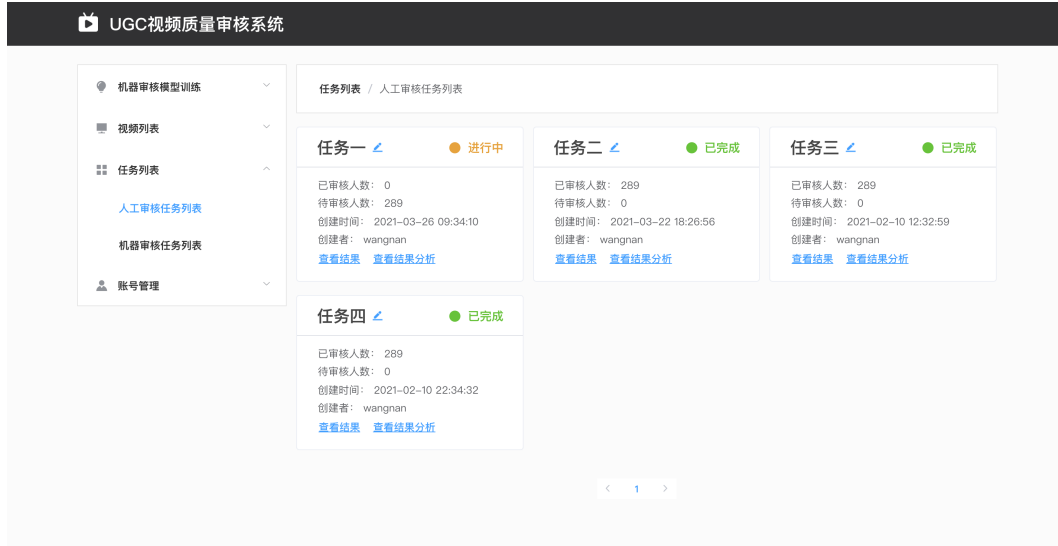 UGC视频质量审核系统
机器审核模型训练
视频列表
任务列表
人工审核任务列表
机器审核任务列表
账号管理
任务列表 / 人工审核任务列表
任务一 进行中
已审核人数： 0
待审核人数： 289
创建时间： 2021-03-26 09:34:10
创建者： wangnan
查看结果 查看结果分析
任务二 已完成
已审核人数： 289
待审核人数： 0
创建时间： 2021-03-22 18:26:56
创建者： wangnan
查看结果 查看结果分析
任务三 已完成
已审核人数： 289
待审核人数： 0
创建时间： 2021-02-10 12:32:59
创建者： wangnan
查看结果 查看结果分析
任务四 已完成
已审核人数： 289
待审核人数： 0
创建时间： 2021-02-10 22:34:32
创建者： wangnan
查看结果 查看结果分析
1